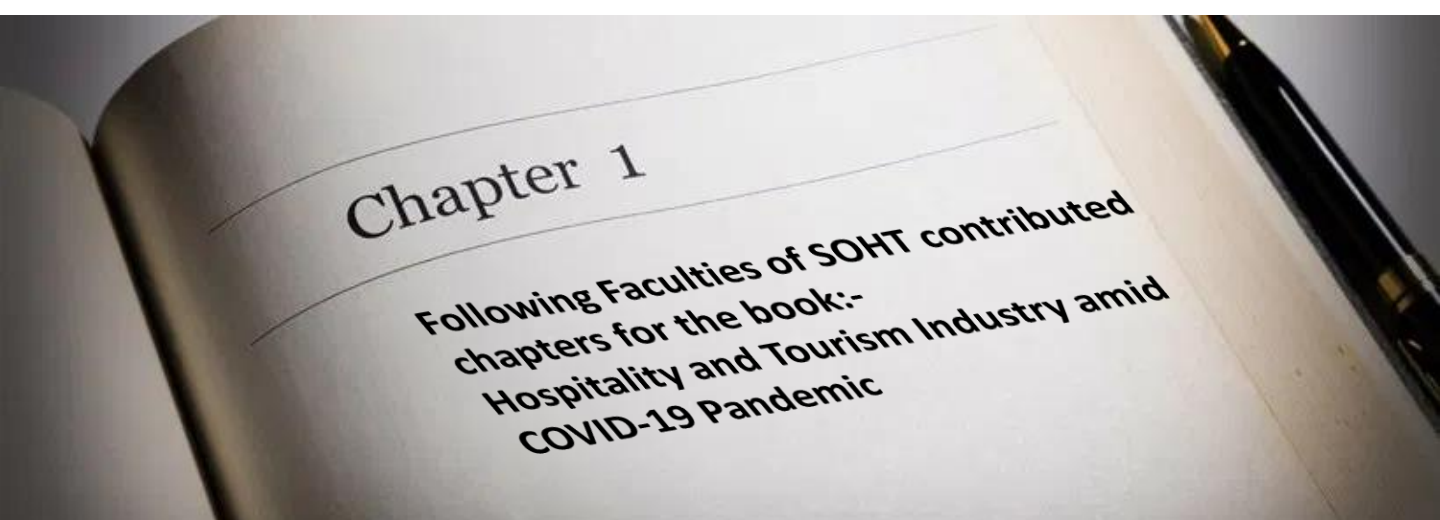 Chapter 1
Following Faculties of SOHT contributed
chapters for the book:-
Hospitality and Tourism Industry amid
COVID-19 Pandemic